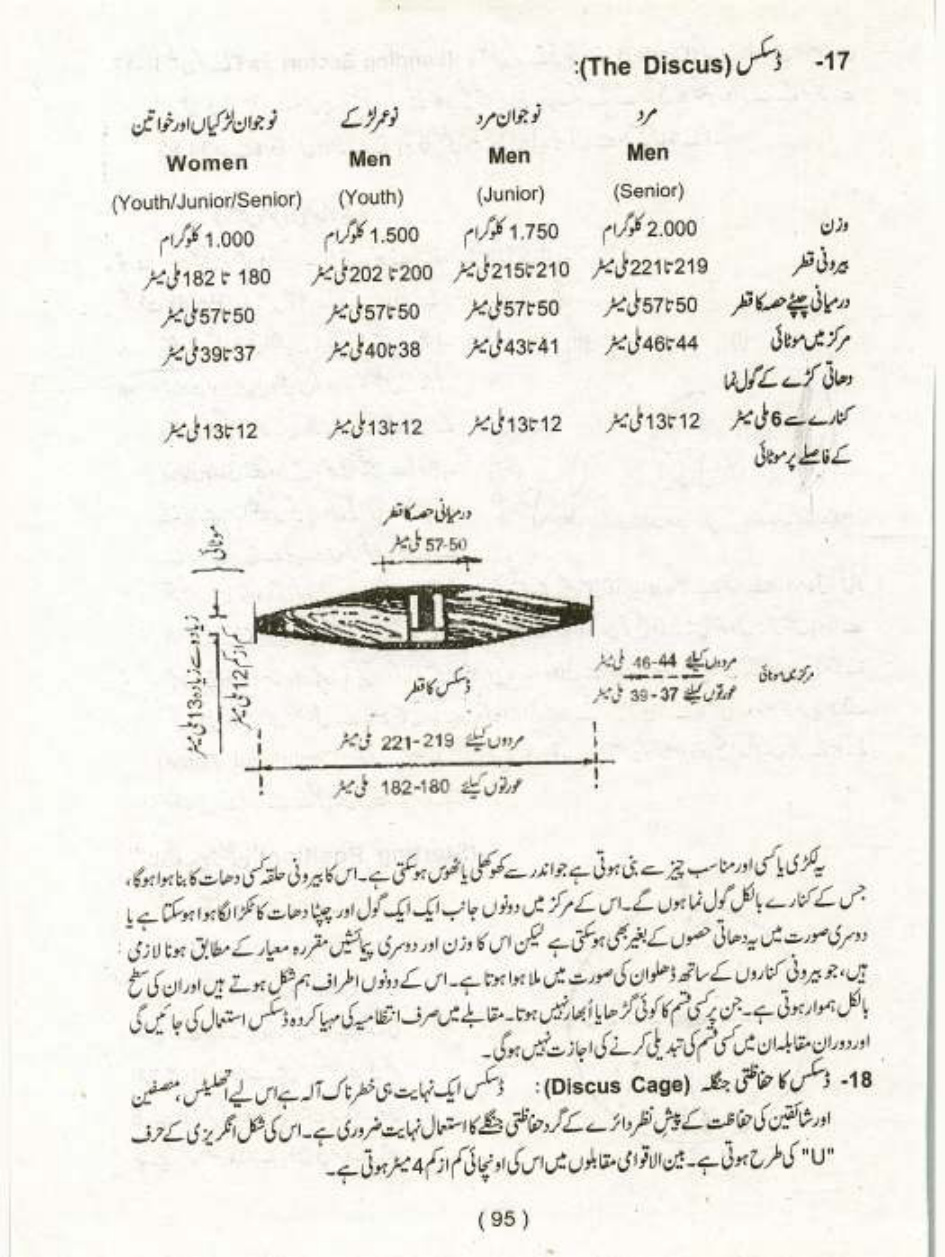 17- ڈسکس (The Discus):
مرد نوجوان مرد نوعمر لڑکے نوجوان لڑکیاں اور خواتین
Men Men Men Women
(Senior) (Junior) (Youth) (Youth/Junior/Senior)
وزن 2.000 کلوگرام 1.750 کلوگرام 1.500 کلوگرام 1.000 کلوگرام
بیرونی قطر 219 تا 221 ملی میٹر 210 تا 215 ملی میٹر 200 تا 202 ملی میٹر 180 تا 182 ملی میٹر
درمیانی چپٹے حصہ کا قطر 50 تا 57 ملی میٹر 50 تا 57 ملی میٹر 50 تا 57 ملی میٹر 50 تا 57 ملی میٹر
مرکز میں موٹائی 44 تا 46 ملی میٹر 41 تا 43 ملی میٹر 38 تا 40 ملی میٹر 37 تا 39 ملی میٹر
دھاتی کڑے کے گول نما
کنارے سے 6 ملی میٹر 12 تا 13 ملی میٹر 12 تا 13 ملی میٹر 12 تا 13 ملی میٹر 12 تا 13 ملی میٹر
کے فاصلے پر موٹائی
درمیانی حصہ کا قطر
57-50 ملی میٹر
موٹائی
کم از کم 12 ملی میٹر
زیادہ سے زیادہ 13 ملی میٹر
مرکز میں موٹائی
مردوں کیلئے 44-46 ملی میٹر
عورتوں کیلئے 37-39 ملی میٹر
ڈسکس کا قطر
مردوں کیلئے 219-221 ملی میٹر
عورتوں کیلئے 180-182 ملی میٹر
یہ لکڑی یا کسی اور مناسب چیز سے بنی ہوتی ہے جو اندر سے کھوکھلی یا ٹھوس ہوسکتی ہے۔ اس کا بیرونی حلقہ کسی دھات کا بنا ہوا ہوگا،
جس کے کنارے بالکل گول نما ہوں گے۔ اس کے مرکز میں دونوں جانب ایک ایک گول اور چپٹا دھات کا ٹکڑا لگا ہوا ہوسکتا ہے یا
دوسری صورت میں یہ دھاتی حصوں کے بغیر بھی ہوسکتی ہے لیکن اس کا وزن اور دوسری پیمائشیں مقررہ معیار کے مطابق ہونا لازمی
ہیں، جو بیرونی کناروں کے ساتھ ڈھلوان کی صورت میں ملا ہوا ہوتا ہے۔ اس کے دونوں اطراف ہم شکل ہوتے ہیں اور ان کی سطح
بالکل ہموار ہوتی ہے۔ جن پر کسی قسم کا کوئی گڑھا یا اُبھار نہیں ہوتا۔ مقابلے میں صرف انتظامیہ کی مہیا کردہ ڈسکس استعمال کی جائیں گی
اور دوران مقابلہ ان میں کسی قسم کی تبدیلی کرنے کی اجازت نہیں ہوگی۔
18- ڈسکس کا حفاظتی جنگلہ (Discus Cage): ڈسکس ایک نہایت ہی خطرناک آلہ ہے اس لیے اتھلیٹس، منصفین
اور شائقین کی حفاظت کے پیش نظر دائرے کے گرد حفاظتی جنگلے کا استعمال نہایت ضروری ہے۔ اس کی شکل انگریزی کے حرف
"U" کی طرح ہوتی ہے۔ بین الاقوامی مقابلوں میں اس کی اونچائی کم از کم 4 میٹر ہوتی ہے۔
(95)